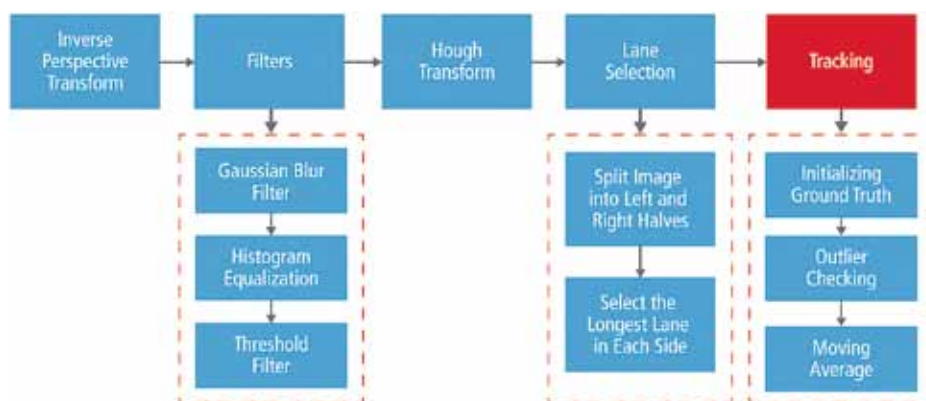 Inverse
Perspective
Transform
Filters
Hough
Transform
Lane
Selection
Tracking
Gaussian Blur
Filter
Histogram
Equalization
Threshold
Filter
Split Image
into Left and
Right Halves
Select the
Longest Lane
in Each Side
Initializing
Ground Truth
Outlier
Checking
Moving
Average